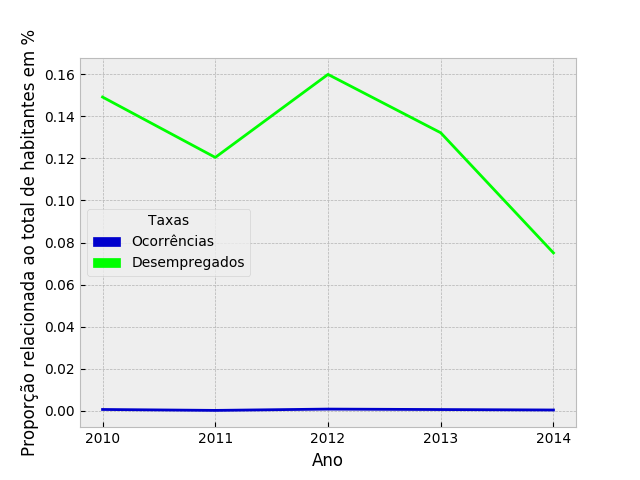 Proporção relacionada ao total de habitantes em %
0.16
0.14
0.12
0.10
0.08
0.06
0.04
0.02
0.00
Taxas
Ocorrências
Desempregados
2010 2011 2012 2013 2014
Ano